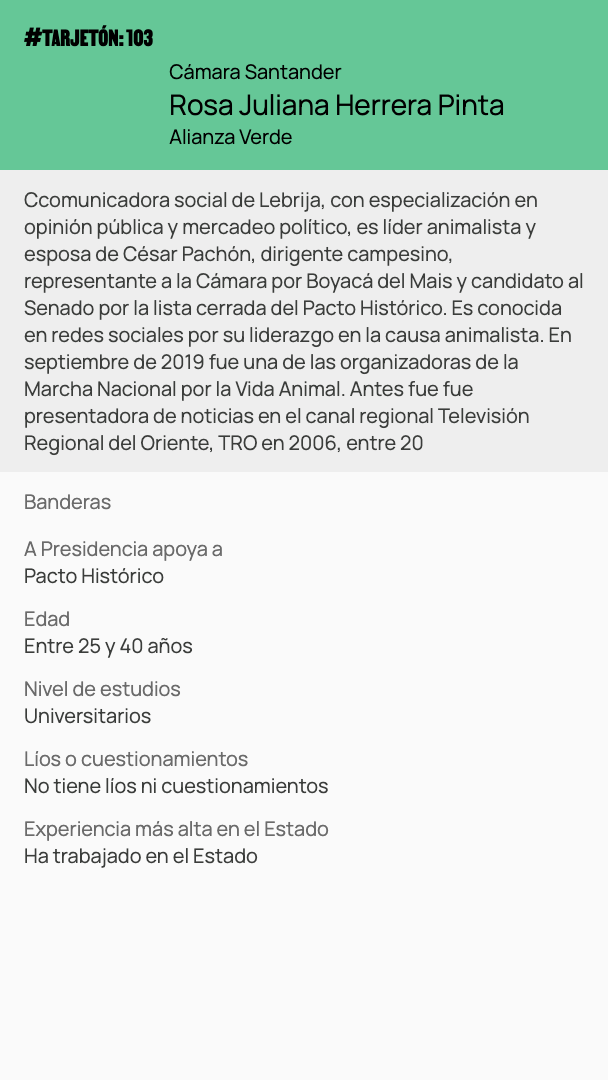 #TARJETÓN: 103
Cámara Santander
Rosa Juliana Herrera Pinta
Alianza Verde
Ccomunicadora social de Lebrija, con especialización en
opinión pública y mercadeo político, es líder animalista y
esposa de César Pachón, dirigente campesino,
representante a la Cámara por Boyacá del Mais y candidato al
Senado por la lista cerrada del Pacto Histórico. Es conocida
en redes sociales por su liderazgo en la causa animalista. En
septiembre de 2019 fue una de las organizadoras de la
Marcha Nacional por la Vida Animal. Antes fue fue
presentadora de noticias en el canal regional Televisión
Regional del Oriente, TRO en 2006, entre 20
Banderas
A Presidencia apoya a
Pacto Histórico
Edad
Entre 25 y 40 años
Nivel de estudios
Universitarios
Líos o cuestionamientos
No tiene líos ni cuestionamientos
Experiencia más alta en el Estado
Ha trabajado en el Estado